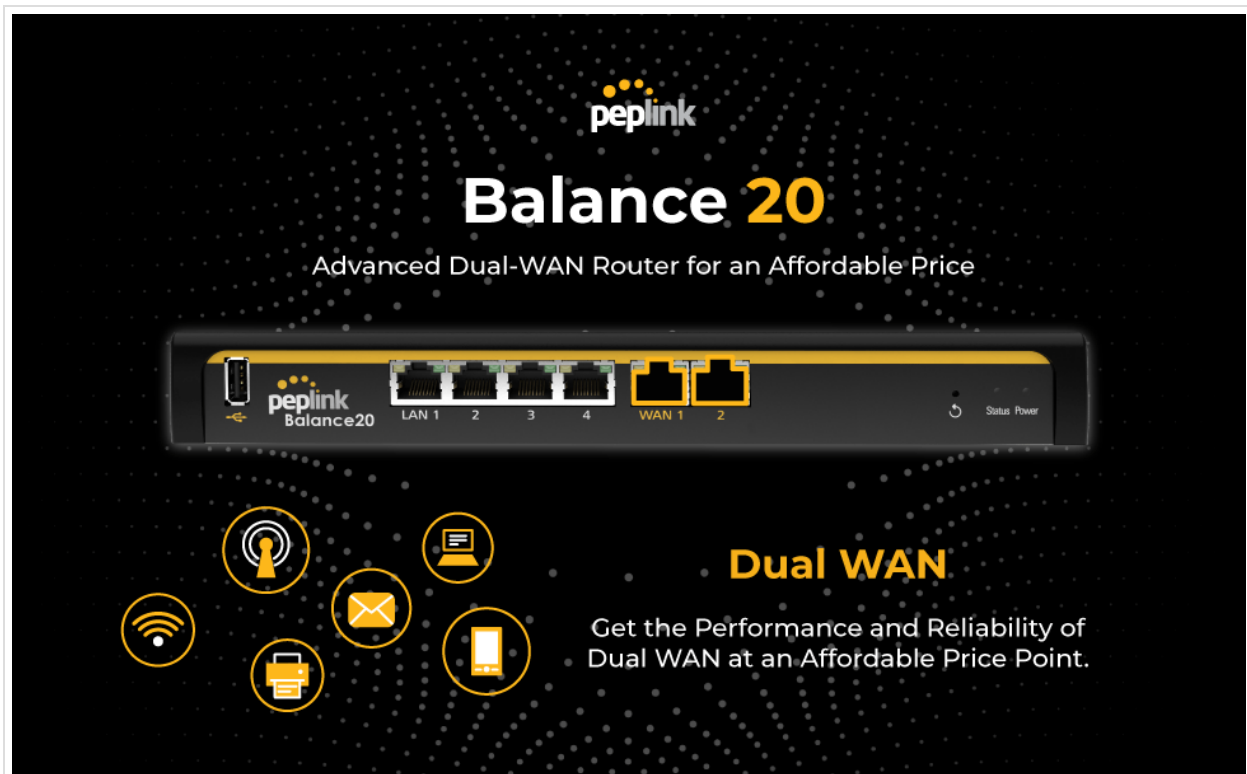 peplink
Balance 20
Advanced Dual-WAN Router for an Affordable Price
peplink
Balance20
LAN 1 2 3 4 WAN 1 2
Status Power
Dual WAN
Get the Performance and Reliability of
Dual WAN at an Affordable Price Point.